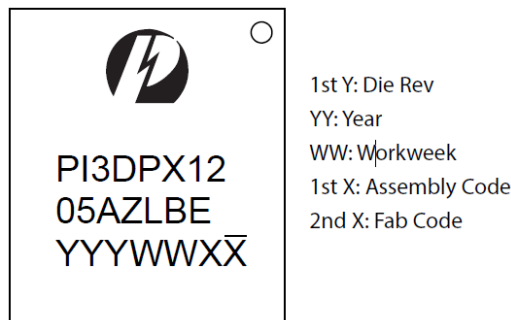 PI3DPX12
05AZLBE
YYYWWXX̅
1st Y: Die Rev
YY: Year
WW: Workweek
1st X: Assembly Code
2nd X: Fab Code